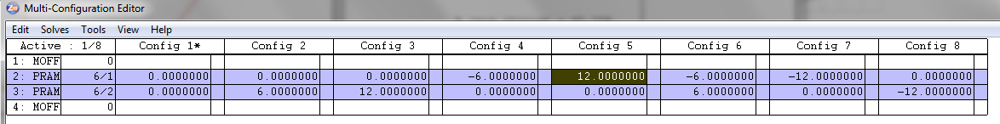 Multi-Configuration Editor
Edit Solves Tools View Help
Active : 1/8 Config 1* Config 2 Config 3 Config 4 Config 5 Config 6 Config 7 Config 8
1: MOFF 0
2: PRAM 6/1 0.0000000 0.0000000 0.0000000 -6.0000000 12.0000000 -6.0000000 -12.0000000 0.0000000
3: PRAM 6/2 0.0000000 6.0000000 12.0000000 0.0000000 0.0000000 6.0000000 0.0000000 -12.0000000
4: MOFF 0